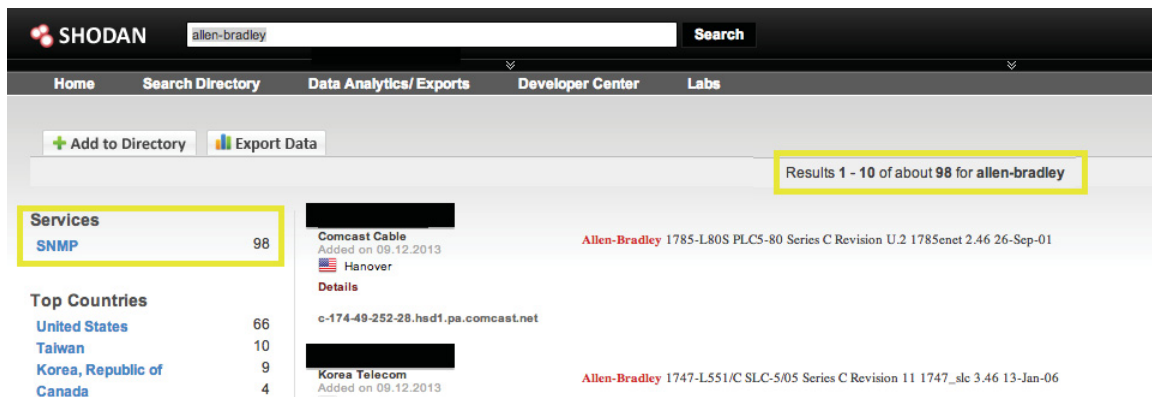 SHODAN allen-bradley Search
Home Search Directory Data Analytics/ Exports Developer Center Labs
Add to Directory Export Data
Results 1 - 10 of about 98 for allen-bradley
Services
SNMP 98
Top Countries
United States 66
Taiwan 10
Korea, Republic of 9
Canada 4
Comcast Cable
Added on 09.12.2013
Hanover
Details
c-174-49-252-28.hsd1.pa.comcast.net
Allen-Bradley 1785-L80S PLC5-80 Series C Revision U.2 1785enet 2.46 26-Sep-01
Korea Telecom
Added on 09.12.2013
Allen-Bradley 1747-L551/C SLC-5/05 Series C Revision 11 1747_slc 3.46 13-Jan-06